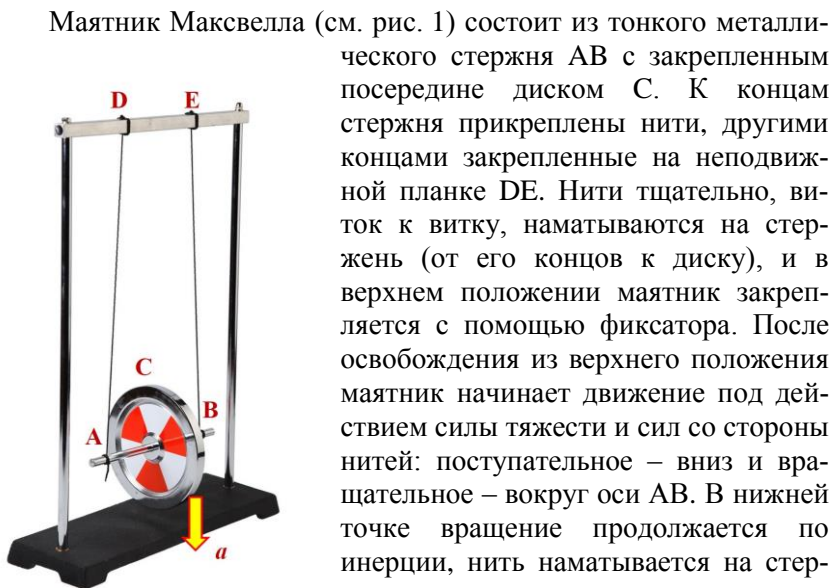 Маятник Максвелла (см. рис. 1) состоит из тонкого металли-
ческого стержня АВ с закрепленным
посередине диском С. К концам
стержня прикреплены нити, другими
концами закрепленные на неподвиж-
ной планке DE. Нити тщательно, ви-
ток к витку, наматываются на стер-
жень (от его концов к диску), и в
верхнем положении маятник закреп-
ляется с помощью фиксатора. После
освобождения из верхнего положения
маятник начинает движение под дей-
ствием силы тяжести и сил со стороны
нитей: поступательное – вниз и вра-
щательное – вокруг оси АВ. В нижней
точке вращение продолжается по
инерции, нить наматывается на стер-
D E
C
B
A
a